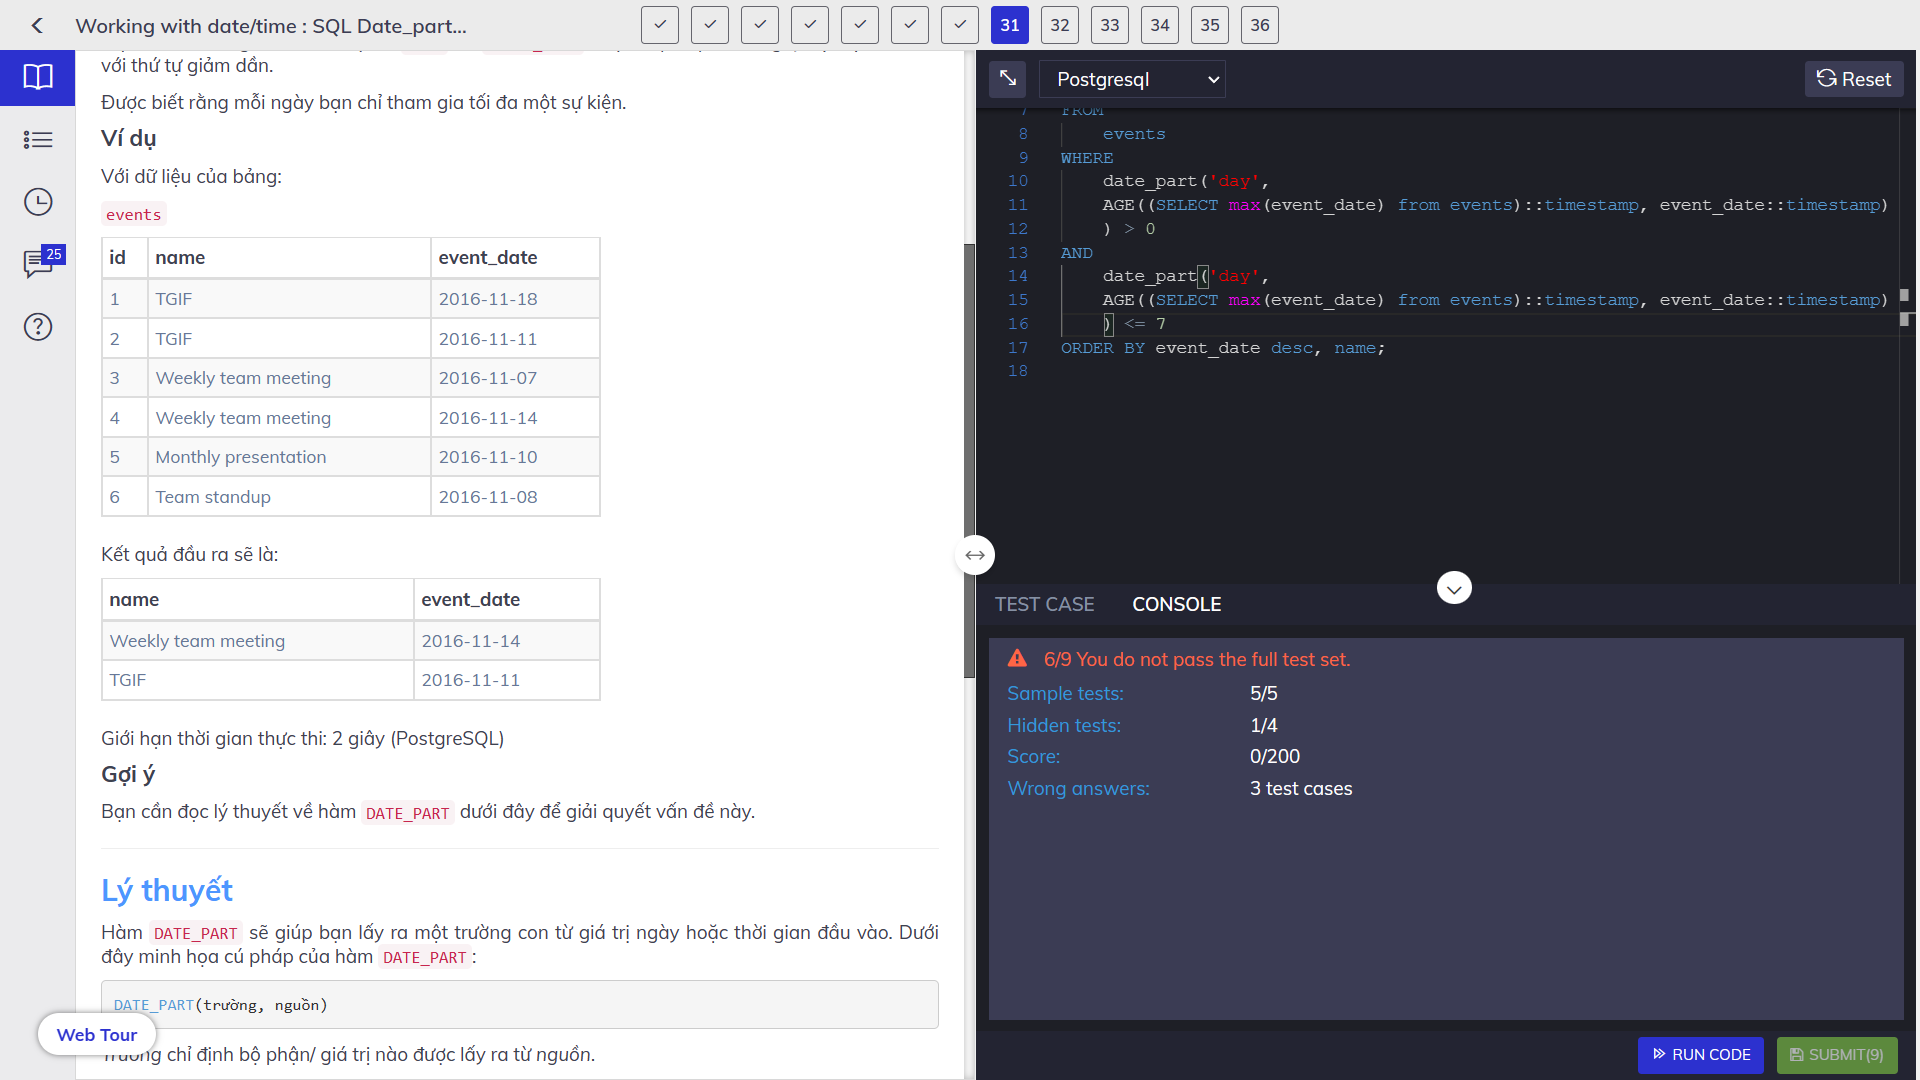 Working with date/time : SQL Date_part...
31
32
33
34
35
36
với thứ tự giảm dần.
Được biết rằng mỗi ngày bạn chỉ tham gia tối đa một sự kiện.
Ví dụ
Với dữ liệu của bảng:
events
id name event_date
1 TGIF 2016-11-18
2 TGIF 2016-11-11
3 Weekly team meeting 2016-11-07
4 Weekly team meeting 2016-11-14
5 Monthly presentation 2016-11-10
6 Team standup 2016-11-08
Kết quả đầu ra sẽ là:
name event_date
Weekly team meeting 2016-11-14
TGIF 2016-11-11
Giới hạn thời gian thực thi: 2 giây (PostgreSQL)
Gợi ý
Bạn cần đọc lý thuyết về hàm DATE_PART dưới đây để giải quyết vấn đề này.
Lý thuyết
Hàm DATE_PART sẽ giúp bạn lấy ra một trường con từ giá trị ngày hoặc thời gian đầu vào. Dưới
đây minh họa cú pháp của hàm DATE_PART:
DATE_PART(trường, nguồn)
Trường chỉ định bộ phận/ giá trị nào được lấy ra từ nguồn.
25
Web Tour
Postgresql
Reset
7 FROM
8 events
9 WHERE
10 date_part('day',
11 AGE((SELECT max(event_date) from events)::timestamp, event_date::timestamp)
12 ) > 0
13 AND
14 date_part('day',
15 AGE((SELECT max(event_date) from events)::timestamp, event_date::timestamp)
16 ) <= 7
17 ORDER BY event_date desc, name;
18
TEST CASE CONSOLE
6/9 You do not pass the full test set.
Sample tests: 5/5
Hidden tests: 1/4
Score: 0/200
Wrong answers: 3 test cases
RUN CODE
SUBMIT(9)